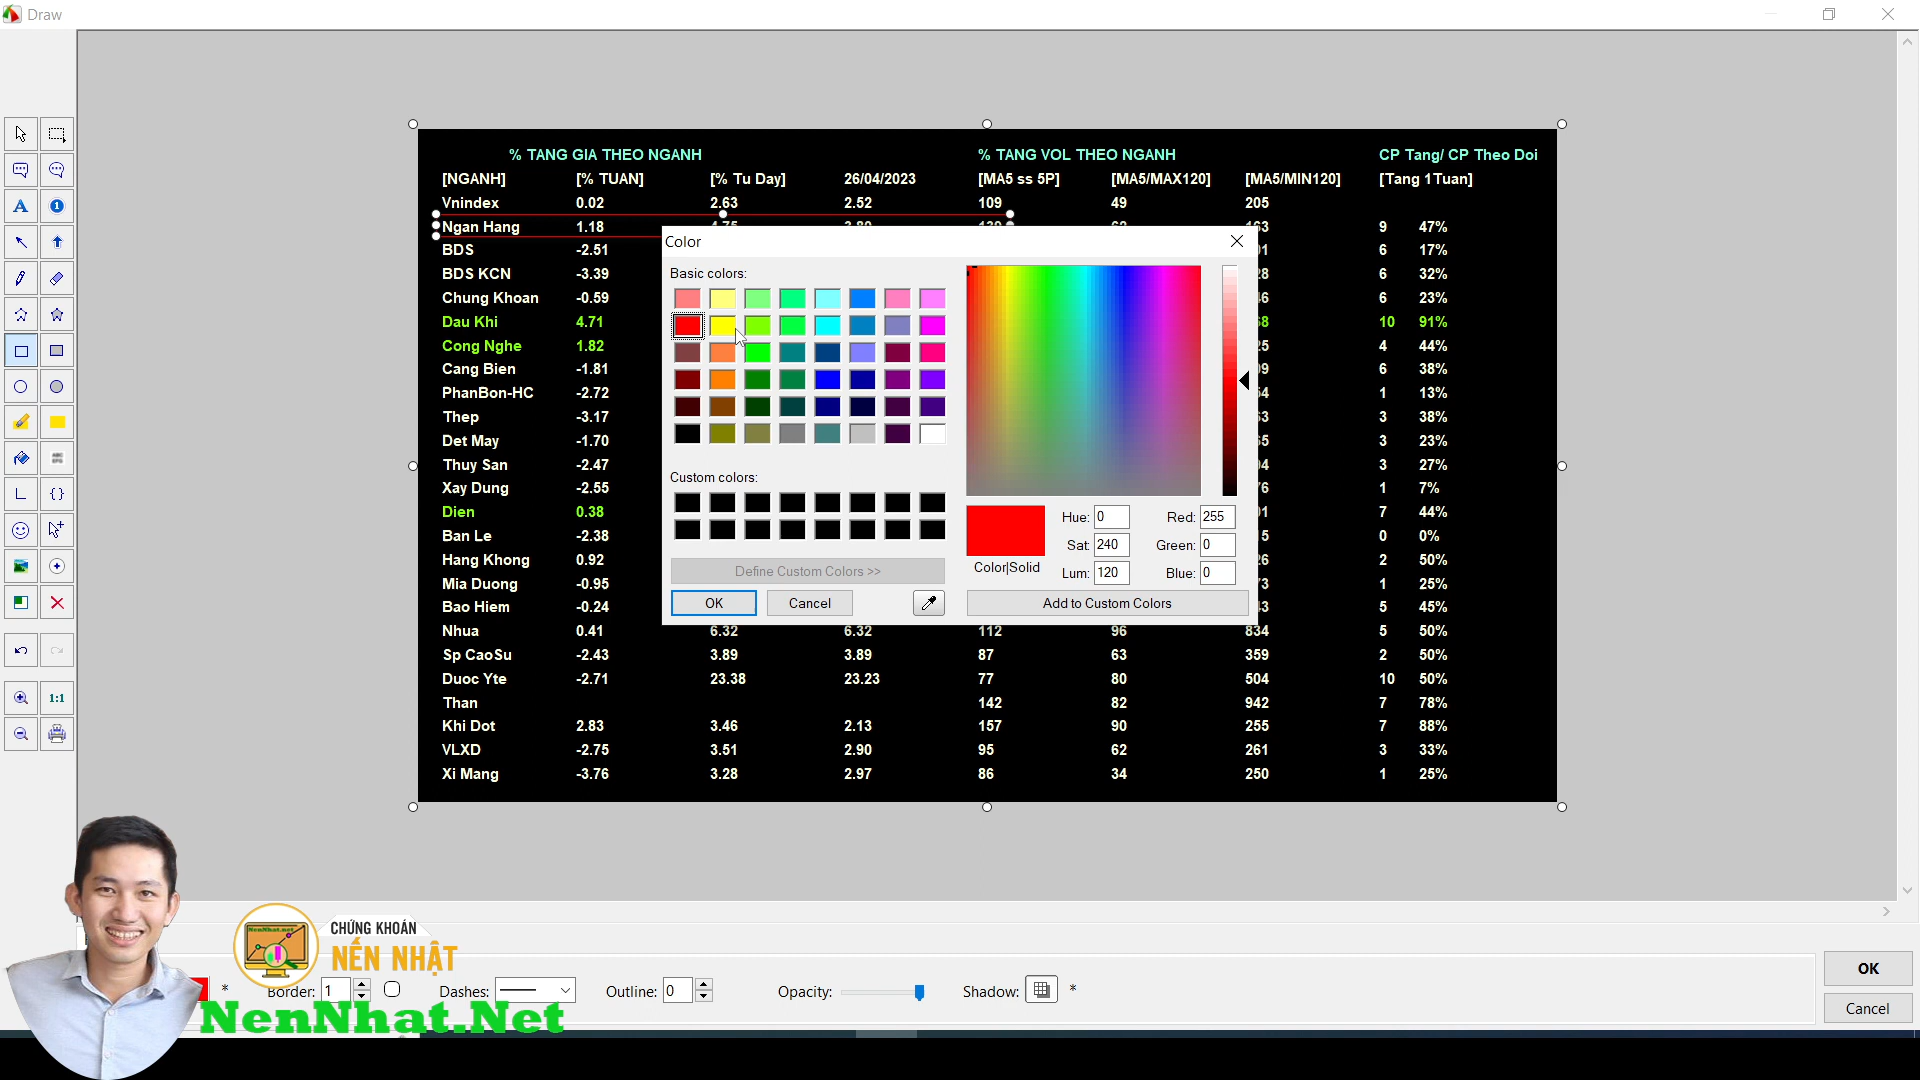 Draw
% TANG GIA THEO NGANH % TANG VOL THEO NGANH CP Tang/ CP Theo Doi
[NGANH] [% TUAN] [% Tu Day] 26/04/2023 [MA5 ss 5P] [MA5/MAX120] [MA5/MIN120] [Tang 1Tuan]
Vnindex 0.02 2.63 2.52 109 49 205
Ngan Hang 1.18 9 47%
BDS -2.51 6 17%
BDS KCN -3.39 6 32%
Chung Khoan -0.59 6 23%
Dau Khi 4.71 10 91%
Cong Nghe 1.82 4 44%
Cang Bien -1.81 6 38%
PhanBon-HC -2.72 1 13%
Thep -3.17 3 38%
Det May -1.70 3 23%
Thuy San -2.47 3 27%
Xay Dung -2.55 1 7%
Dien 0.38 7 44%
Ban Le -2.38 0 0%
Hang Khong 0.92 2 50%
Mia Duong -0.95 1 25%
Bao Hiem -0.24 5 45%
Nhua 0.41 6.32 6.32 112 96 834 5 50%
Sp CaoSu -2.43 3.89 3.89 87 63 359 2 50%
Duoc Yte -2.71 23.38 23.23 77 80 504 10 50%
Than 142 82 942 7 78%
Khi Dot 2.83 3.46 2.13 157 90 255 7 88%
VLXD -2.75 3.51 2.90 95 62 261 3 33%
Xi Mang -3.76 3.28 2.97 86 34 250 1 25%
Color
Basic colors:
Custom colors:
Define Custom Colors >>
OK Cancel
Color|Solid
Hue: 0 Red: 255
Sat: 240 Green: 0
Lum: 120 Blue: 0
Add to Custom Colors
1:1
CHỨNG KHOÁN
NẾN NHẬT
NenNhat.net
* Border: 1 Dashes: Outline: 0 Opacity: Shadow: *
OK
Cancel
NenNhat.Net